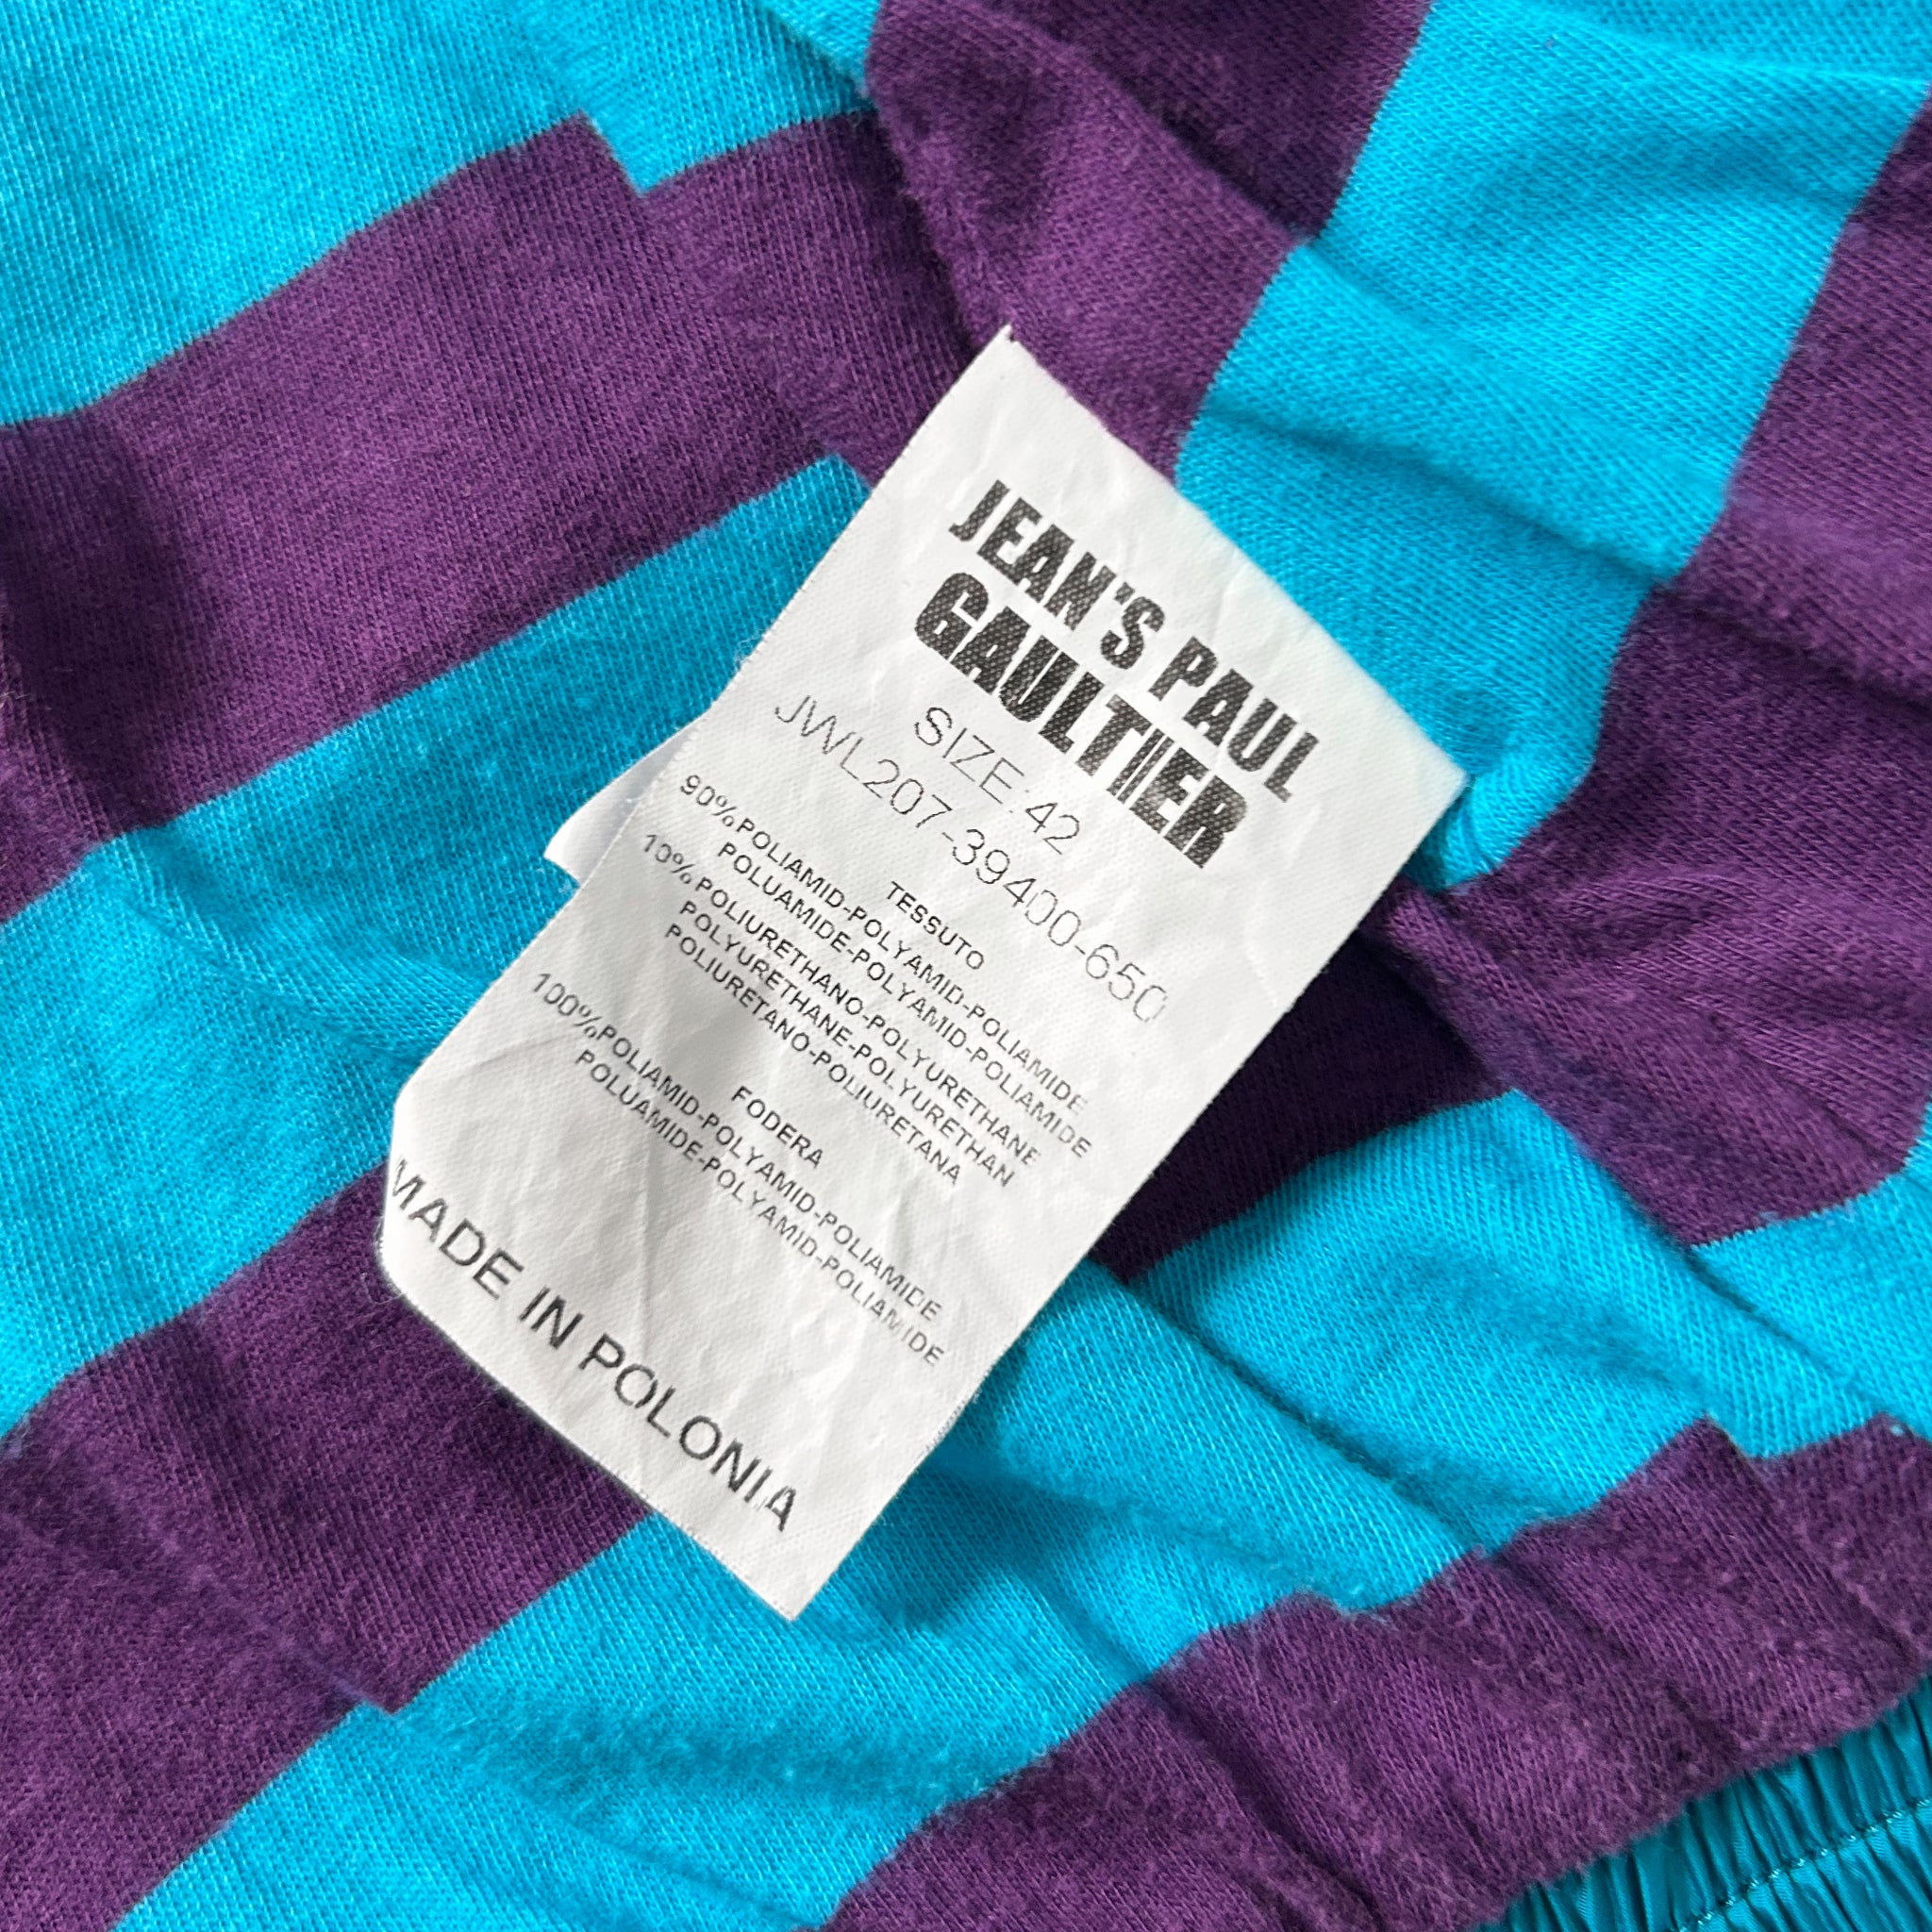 JEAN'S PAUL
GAULTIER
SIZE:42
JWL207-39400-650
TESSUTO
90%POLIAMID-POLYAMID-POLIAMIDE
POLUAMIDE-POLYAMID-POLIAMIDE
10%POLIURETHANO-POLYURETHANE
POLYURETHANE-POLYURETHAN
POLIURETANO-POLIURETANA
FODERA
100%POLIAMID-POLYAMID-POLIAMIDE
POLUAMIDE-POLYAMID-POLIAMIDE
MADE IN POLONIA